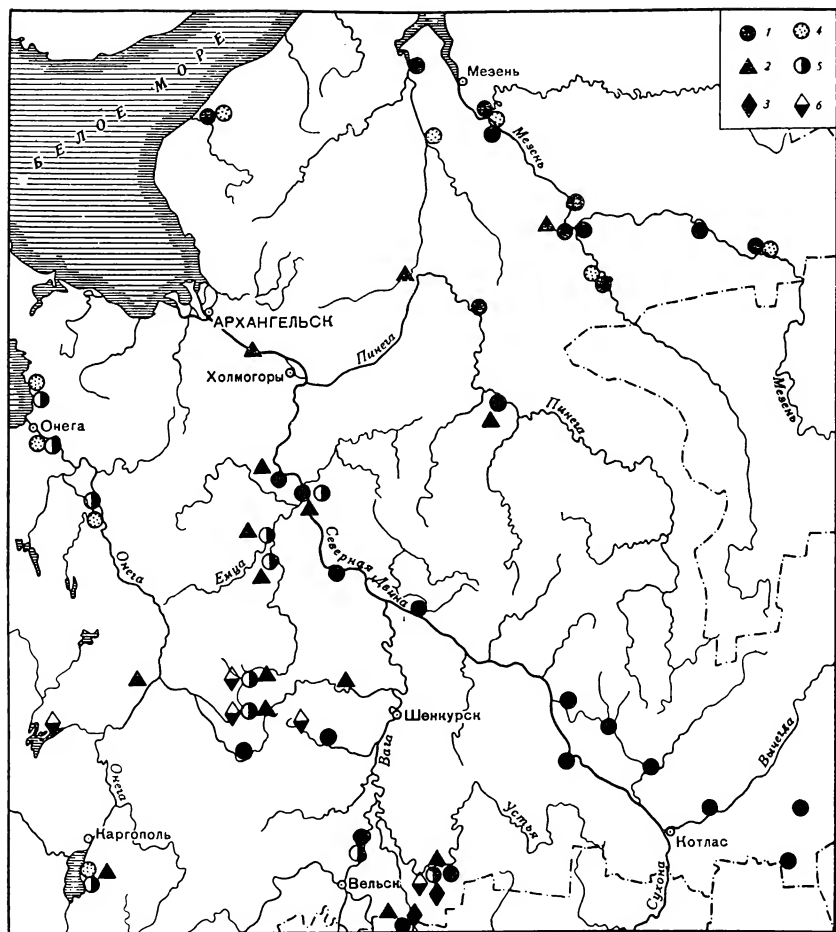 1 4
2 5
3 6
БЕЛОЕ МОРЕ
Мезень
Мезень
АРХАНГЕЛЬСК
Холмогоры
Пинега
Пинега
Мезень
Онега
Онега
Емца
Северная Двина
Шенкурск
Вага
Онега
Каргополь
Вельск
Устья
Вычегда
Котлас
Сухона